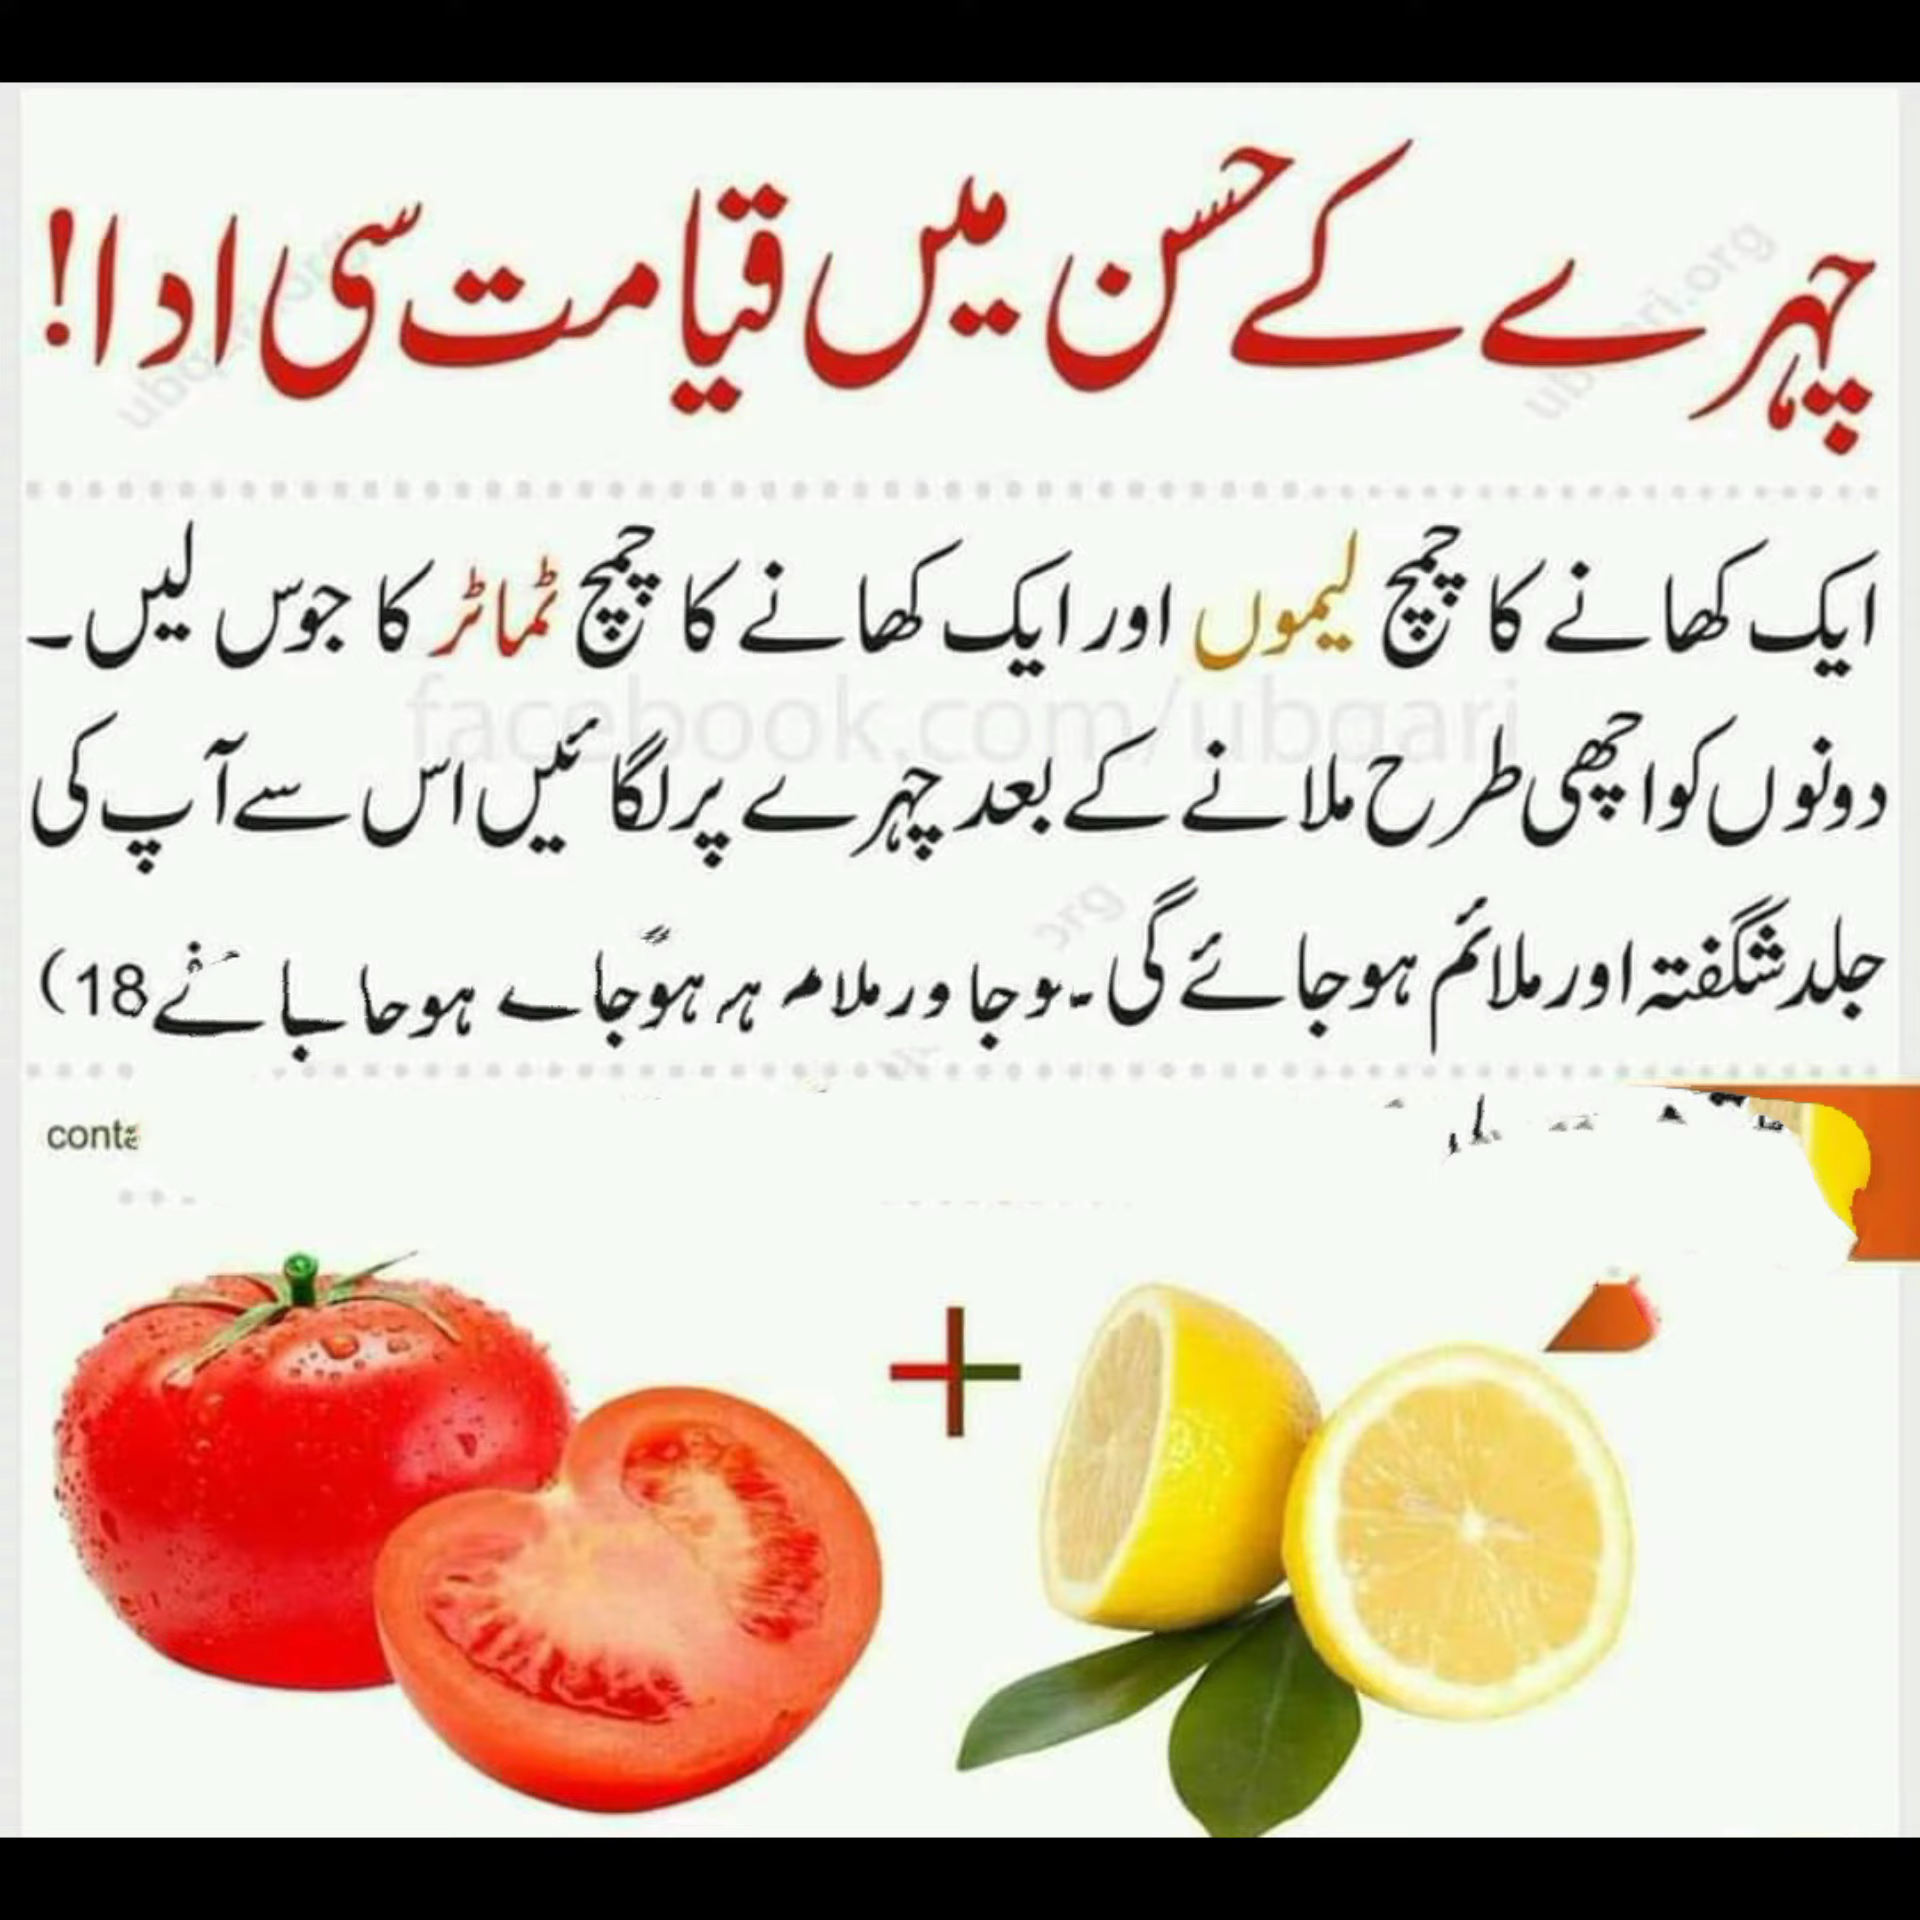 چہرے کے حسن میں قیامت سی ادا!
ایک کھانے کا چمچ لیموں اور ایک کھانے کا چمچ ٹماٹر کا جوس لیں۔
facebook.com/ubqari
دونوں کو اچھی طرح ملانے کے بعد چہرے پر لگائیں اس سے آپ کی
جلد شگفتہ اور ملائم ہو جائے گی۔
18)
conta